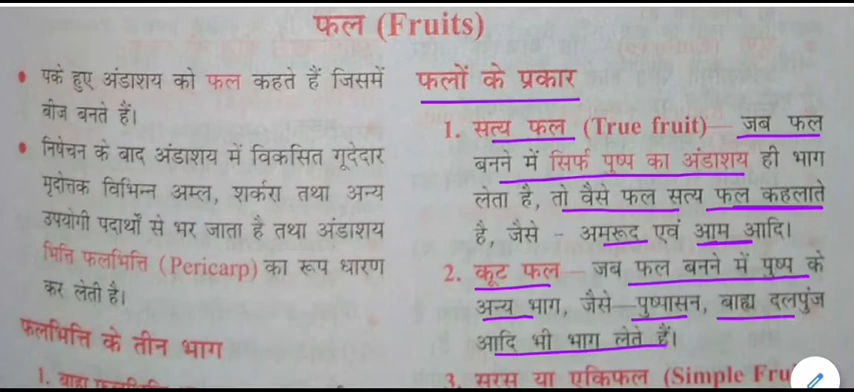 फल (Fruits)
• पके हुए अंडाशय को फल कहते हैं जिसमें
बीज बनते हैं।
• निषेचन के बाद अंडाशय में विकसित गूदेदार
मृदोत्तक विभिन्न अम्ल, शर्करा तथा अन्य
उपयोगी पदार्थों से भर जाता है तथा अंडाशय
भित्ति फलभित्ति (Pericarp) का रूप धारण
कर लेती है।
फलभित्ति के तीन भाग
1. बाह्य
फलों के प्रकार
1. सत्य फल (True fruit)— जब फल
बनने में सिर्फ पुष्प का अंडाशय ही भाग
लेता है, तो वैसे फल सत्य फल कहलाते
है, जैसे - अमरूद एवं आम आदि।
2. कूट फल— जब फल बनने में पुष्प के
अन्य भाग, जैसे—पुष्पासन, बाह्य दलपुंज
आदि भी भाग लेते हैं।
3. सरस या एकिफल (Simple Fru